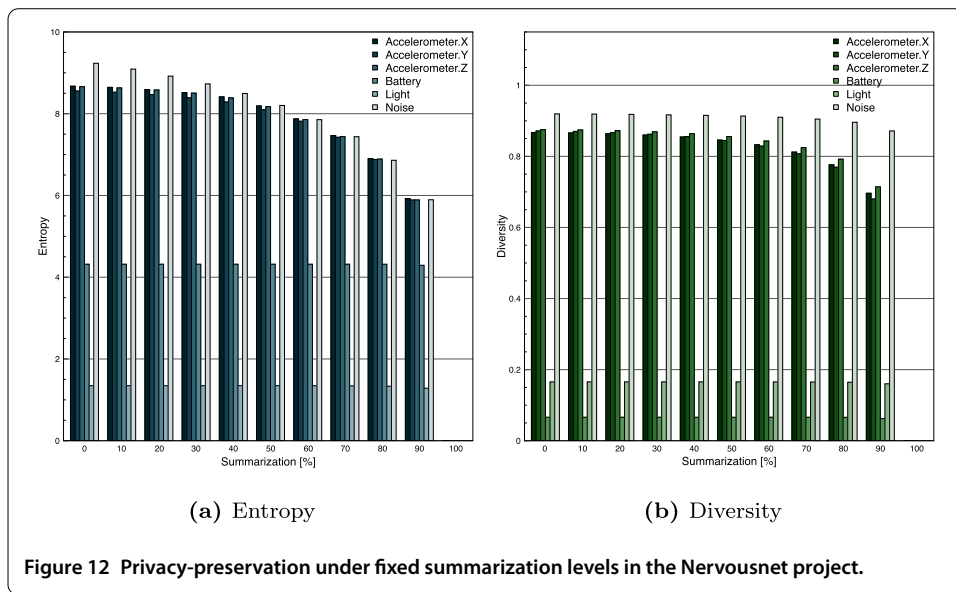 10
8
6
4
2
0
Entropy
Accelerometer.X
Accelerometer.Y
Accelerometer.Z
Battery
Light
Noise
0 10 20 30 40 50 60 70 80 90 100
Summarization [%]
(a) Entropy
1
0.8
0.6
0.4
0.2
0
Diversity
Accelerometer.X
Accelerometer.Y
Accelerometer.Z
Battery
Light
Noise
0 10 20 30 40 50 60 70 80 90 100
Summarization [%]
(b) Diversity
Figure 12 Privacy-preservation under fixed summarization levels in the Nervousnet project.